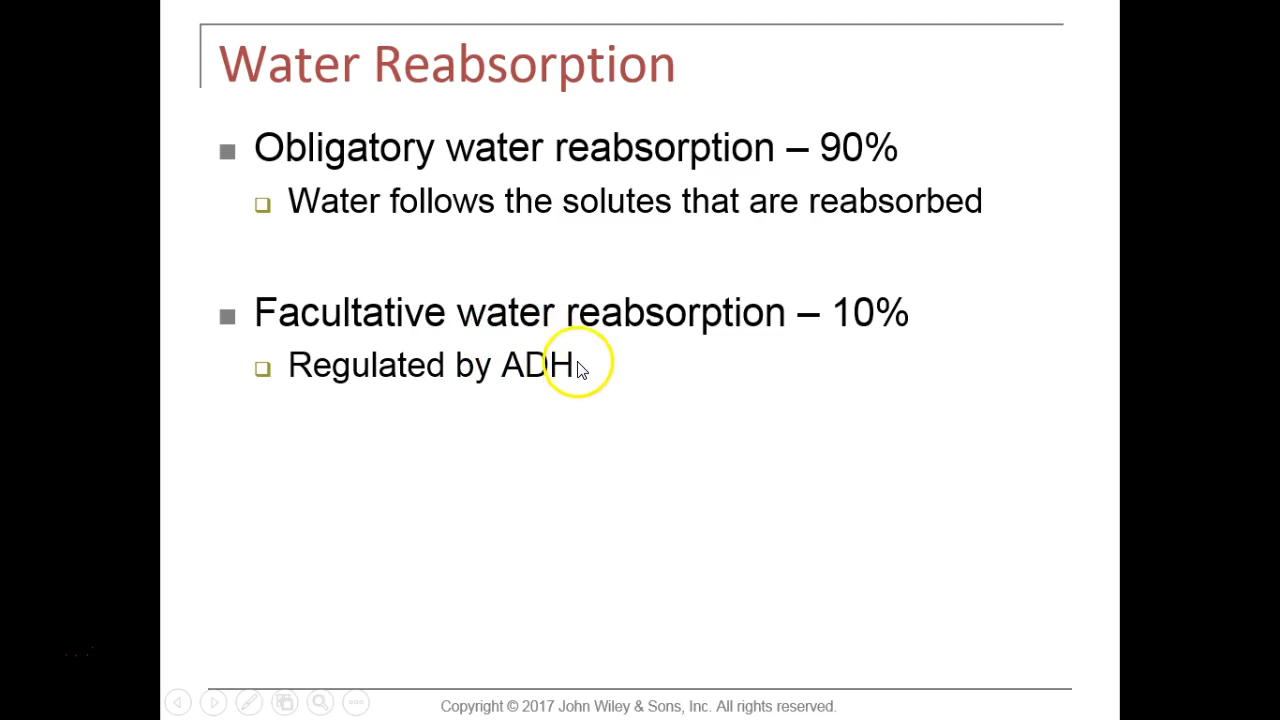 Water Reabsorption
Obligatory water reabsorption – 90%
Water follows the solutes that are reabsorbed
Facultative water reabsorption – 10%
Regulated by ADH
Copyright © 2017 John Wiley & Sons, Inc. All rights reserved.